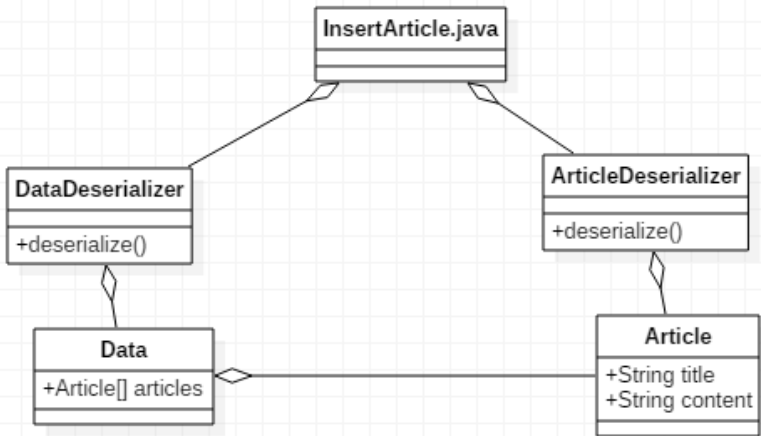 InsertArticle.java
DataDeserializer
+deserialize()
ArticleDeserializer
+deserialize()
Data
+Article[] articles
Article
+String title
+String content